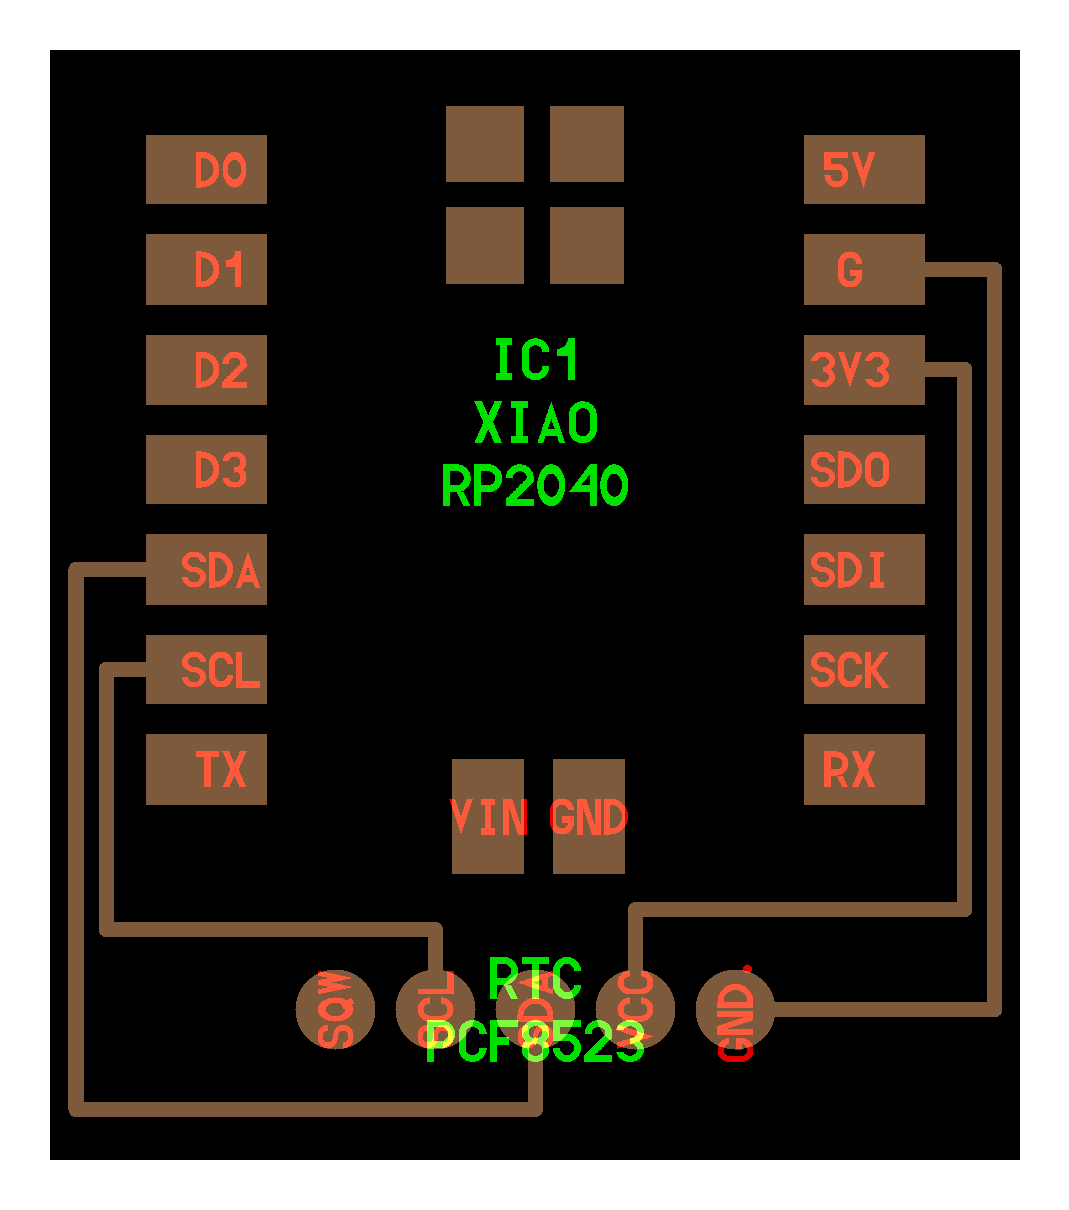 D0
5V
D1
G
IC1
D2
3V3
XIAO
RP2040
D3
SDO
SDA
SDI
SCL
SCK
TX
RX
VIN GND
RTC
SQW SCL SDA VCC GND.
PCF8523